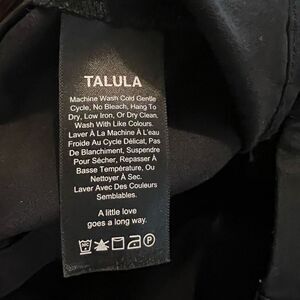 TALULA
Machine Wash Cold Gentle
Cycle, No Bleach, Hang To
Dry, Low Iron, Or Dry Clean.
Wash With Like Colours.
Laver À La Machine À L'eau
Froide Au Cycle Délicat, Pas
De Blanchiment, Suspendre
Pour Sécher, Repasser À
Basse Température, Ou
Nettoyer À Sec.
Laver Avec Des Couleurs
Semblables.
A little love
goes a long way.
P